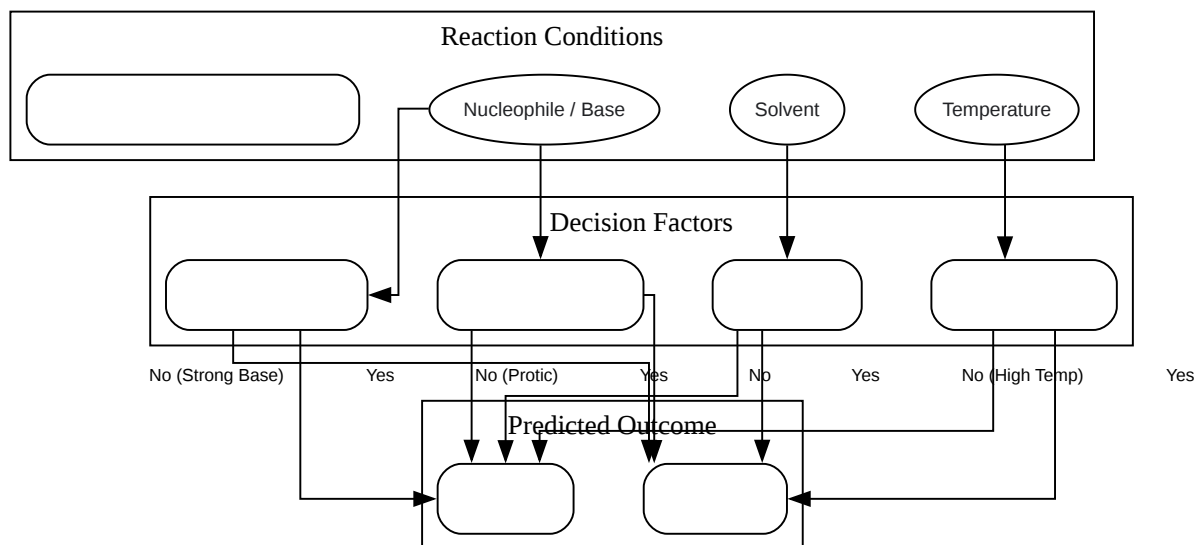 Reaction Conditions
Nucleophile / Base
Solvent
Temperature
Decision Factors
No (Strong Base)
Yes
No (Protic)
Yes
No
Yes
No (High Temp)
Yes
Predicted Outcome